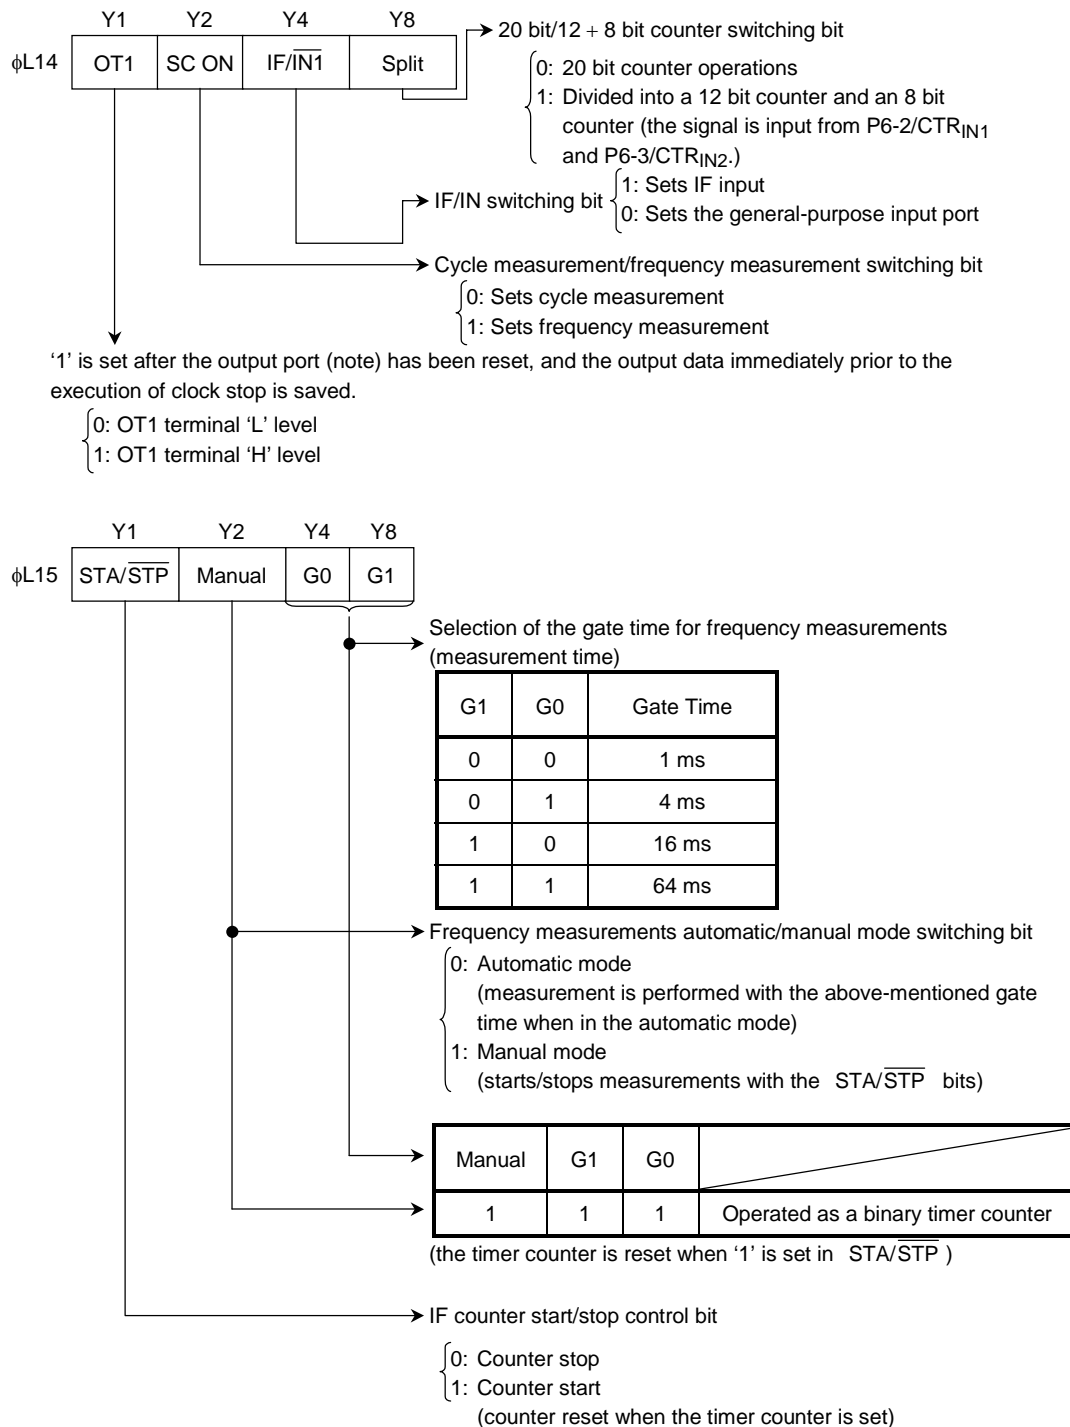 Y1 Y2 Y4 Y8
ϕL14 OT1 SC ON IF/IN1 Split
20 bit/12 + 8 bit counter switching bit
0: 20 bit counter operations
1: Divided into a 12 bit counter and an 8 bit
counter (the signal is input from P6-2/CTRIN1
and P6-3/CTRIN2.)
IF/IN switching bit
1: Sets IF input
0: Sets the general-purpose input port
Cycle measurement/frequency measurement switching bit
0: Sets cycle measurement
1: Sets frequency measurement
‘1’ is set after the output port (note) has been reset, and the output data immediately prior to the
execution of clock stop is saved.
0: OT1 terminal ‘L’ level
1: OT1 terminal ‘H’ level
Y1 Y2 Y4 Y8
ϕL15 STA/STP Manual G0 G1
Selection of the gate time for frequency measurements
(measurement time)
G1 G0 Gate Time
0 0 1 ms
0 1 4 ms
1 0 16 ms
1 1 64 ms
Frequency measurements automatic/manual mode switching bit
0: Automatic mode
(measurement is performed with the above-mentioned gate
time when in the automatic mode)
1: Manual mode
(starts/stops measurements with the STA/STP bits)
Manual G1 G0
1 1 1 Operated as a binary timer counter
(the timer counter is reset when ‘1’ is set in STA/STP )
IF counter start/stop control bit
0: Counter stop
1: Counter start
(counter reset when the timer counter is set)